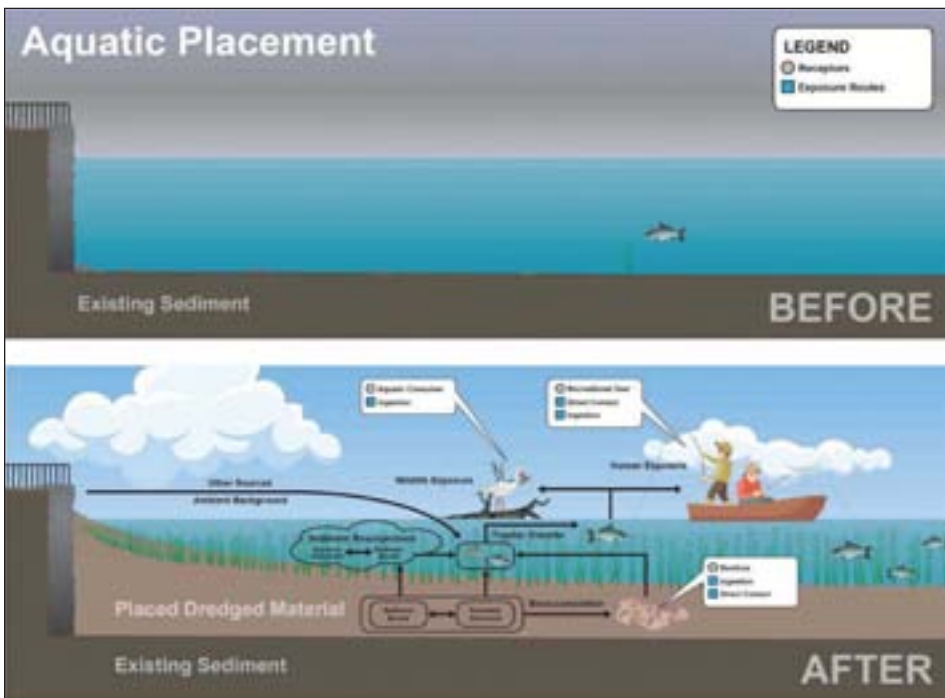 Aquatic Placement
LEGEND
Receptors
Exposure Routes
Existing Sediment
BEFORE
Aquatic Consumer
Ingestion
Recreational User
Direct Contact
Ingestion
Other Sources
Ambient Background
Wildlife Exposure
Human Exposure
Sediment Resuspension
Trophic Transfer
Bioaccumulation
Benthos
Ingestion
Direct Contact
Placed Dredged Material
Existing Sediment
AFTER